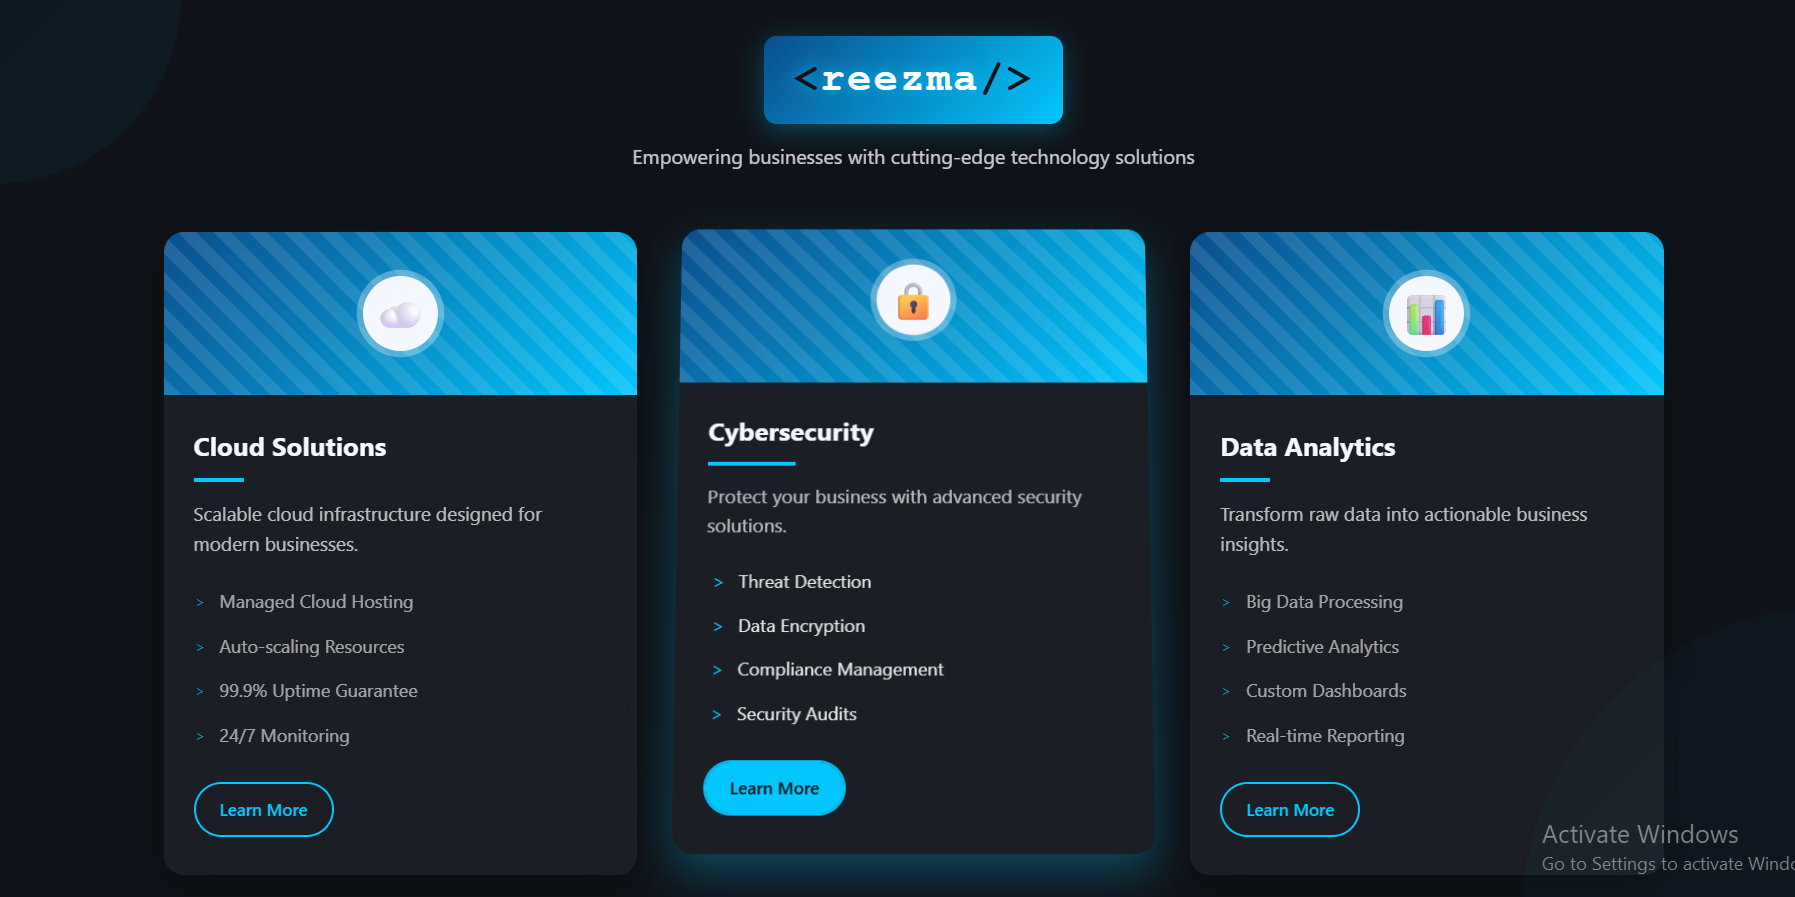 <reezma/>
Empowering businesses with cutting-edge technology solutions
Cloud Solutions
Scalable cloud infrastructure designed for
modern businesses.
> Managed Cloud Hosting
> Auto-scaling Resources
> 99.9% Uptime Guarantee
> 24/7 Monitoring
Learn More
Cybersecurity
Protect your business with advanced security
solutions.
> Threat Detection
> Data Encryption
> Compliance Management
> Security Audits
Learn More
Data Analytics
Transform raw data into actionable business
insights.
> Big Data Processing
> Predictive Analytics
> Custom Dashboards
> Real-time Reporting
Learn More
Activate Windows
Go to Settings to activate Windo